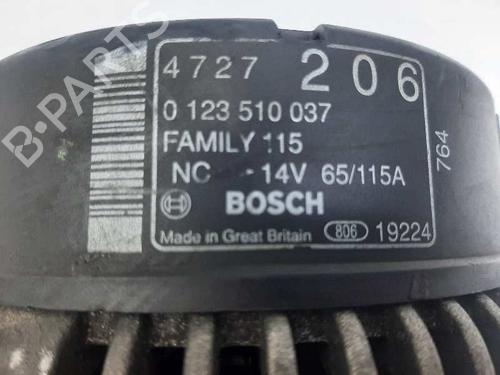 4727 206
0 123 510 037
FAMILY 115
NC - 14V 65/115A
BOSCH
Made in Great Britain 806 19224
764
B-PARTS